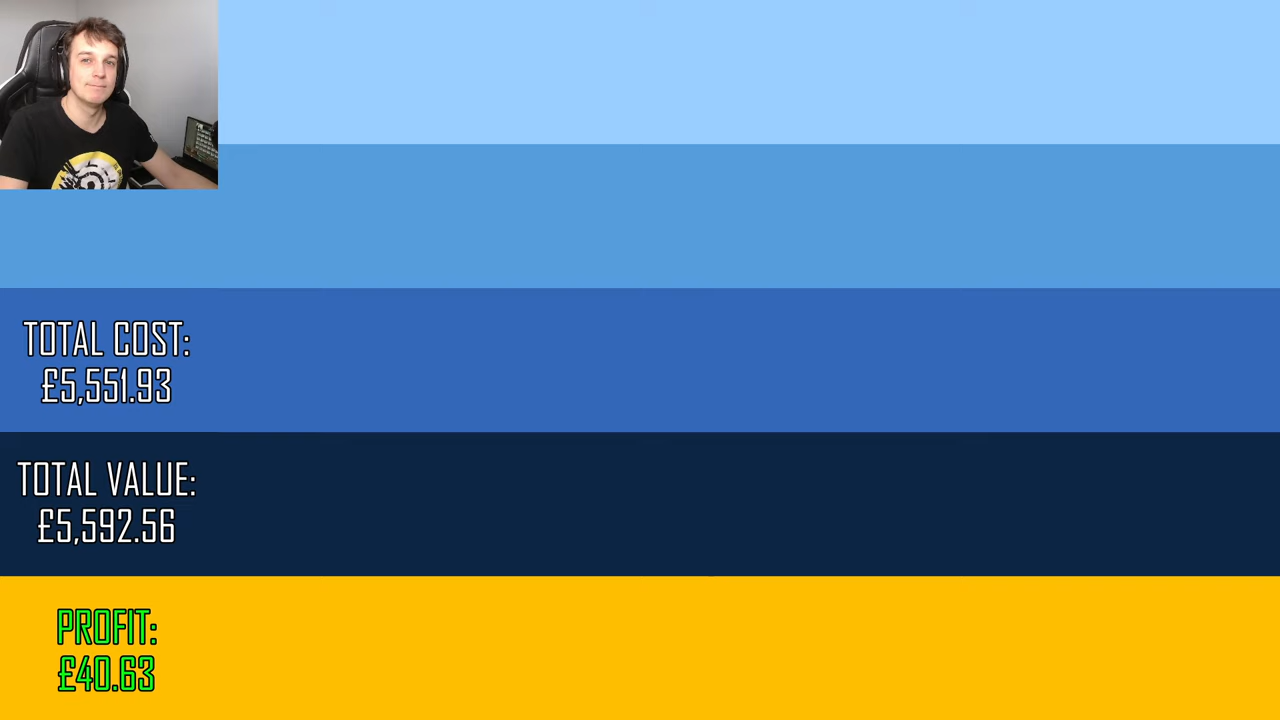 TOTAL COST:
£5,551.93
TOTAL VALUE:
£5,592.56
PROFIT:
£40.63